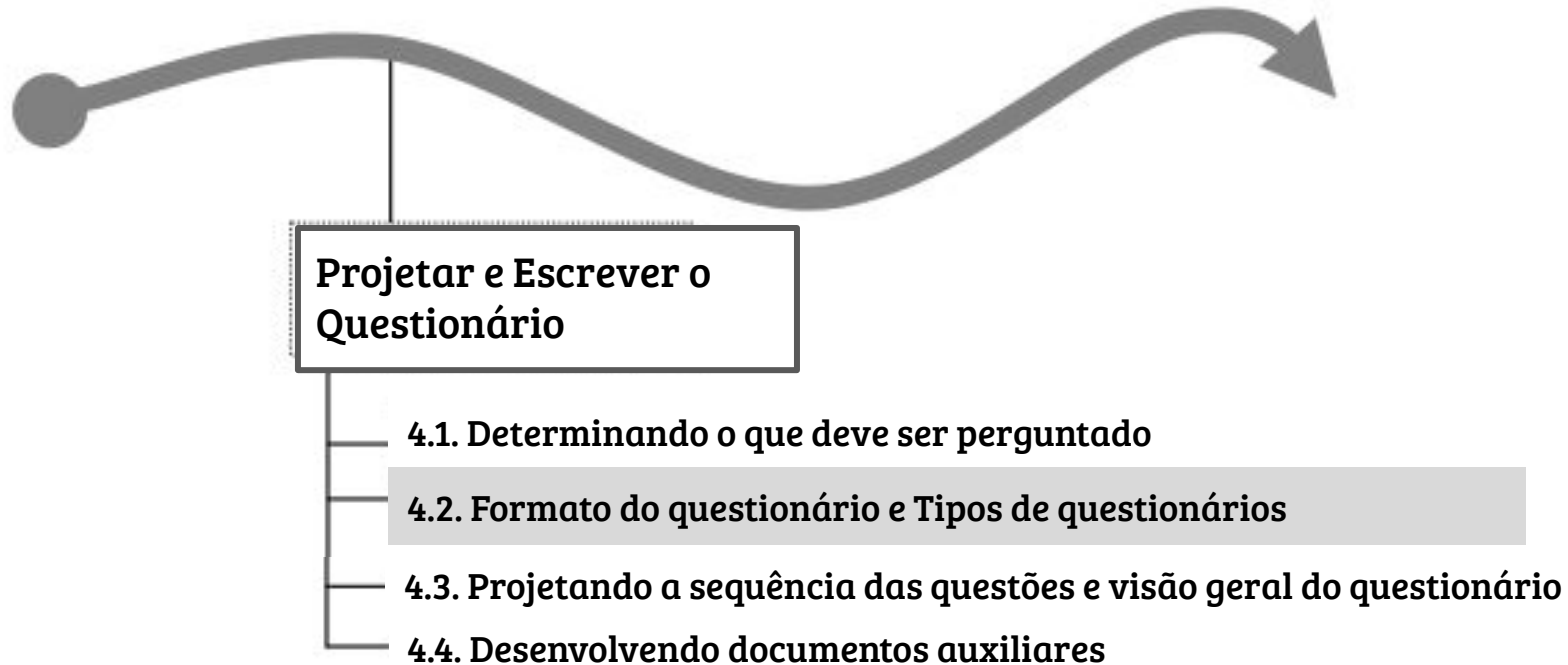 Projetar e Escrever o
Questionário
4.1. Determinando o que deve ser perguntado
4.2. Formato do questionário e Tipos de questionários
4.3. Projetando a sequência das questões e visão geral do questionário
4.4. Desenvolvendo documentos auxiliares